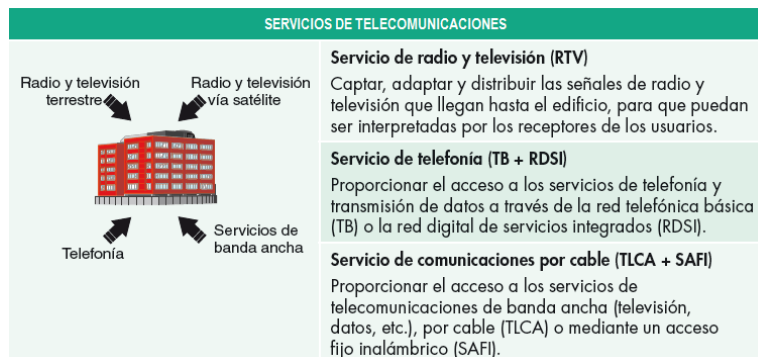 SERVICIOS DE TELECOMUNICACIONES
Radio y televisión
terrestre
Radio y televisión
vía satélite
Telefonía
Servicios de
banda ancha
Servicio de radio y televisión (RTV)
Captar, adaptar y distribuir las señales de radio y
televisión que llegan hasta el edificio, para que puedan
ser interpretadas por los receptores de los usuarios.
Servicio de telefonía (TB + RDSI)
Proporcionar el acceso a los servicios de telefonía y
transmisión de datos a través de la red telefónica básica
(TB) o la red digital de servicios integrados (RDSI).
Servicio de comunicaciones por cable (TLCA + SAFI)
Proporcionar el acceso a los servicios de
telecomunicaciones de banda ancha (televisión,
datos, etc.), por cable (TLCA) o mediante un acceso
fijo inalámbrico (SAFI).